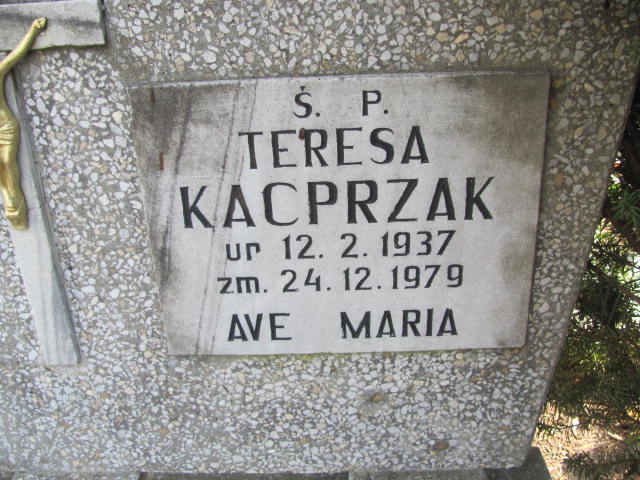 Ś. P.
TERESA
KACPRZAK
ur 12. 2. 1937
zm. 24. 12. 1979
AVE MARIA